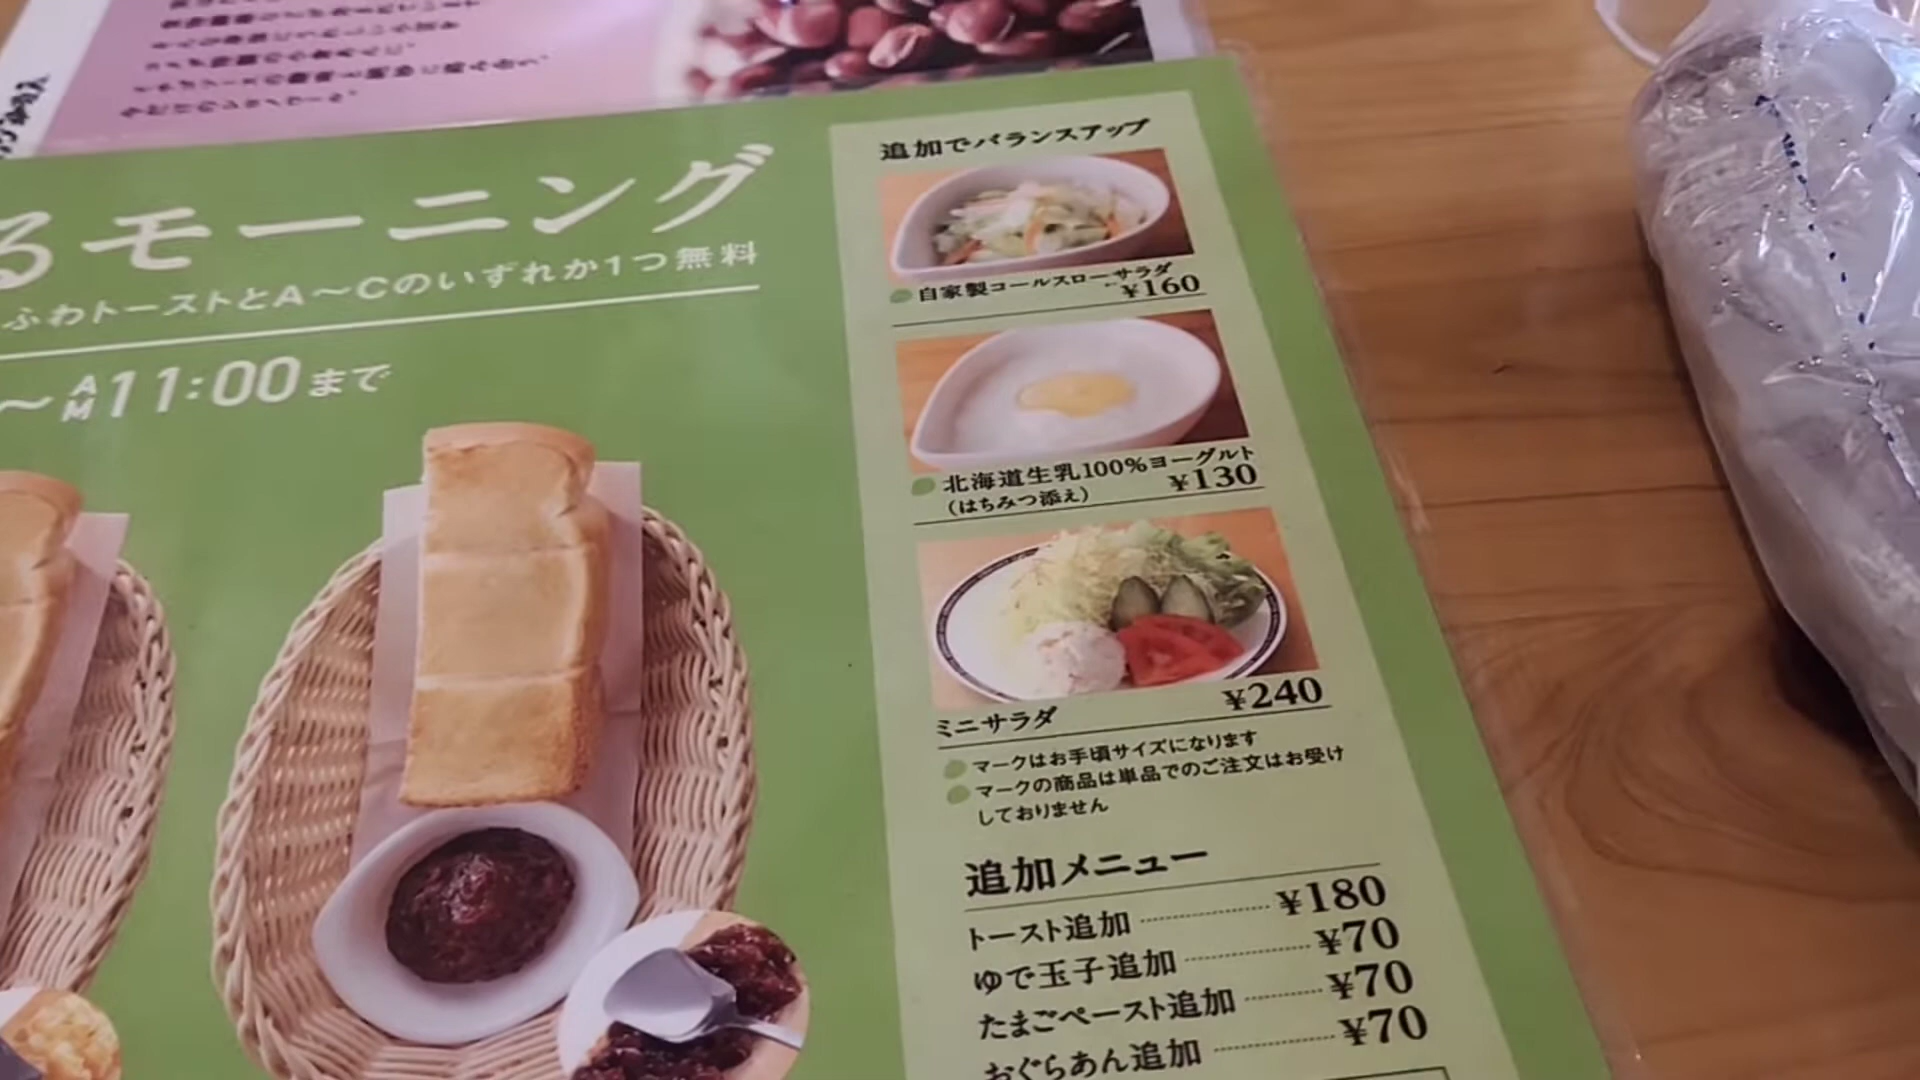 るモーニング
ふわトーストとA～Cのいずれか1つ無料
～AM11:00まで
追加でバランスアップ
自家製コールスローサラダ
¥160
北海道生乳100%ヨーグルト
(はちみつ添え) ¥130
ミニサラダ ¥240
マークはお手頃サイズになります
マークの商品は単品でのご注文はお受け
しておりません
追加メニュー
トースト追加 ¥180
ゆで玉子追加 ¥70
たまごペースト追加 ¥70
おぐらあん追加 ¥70